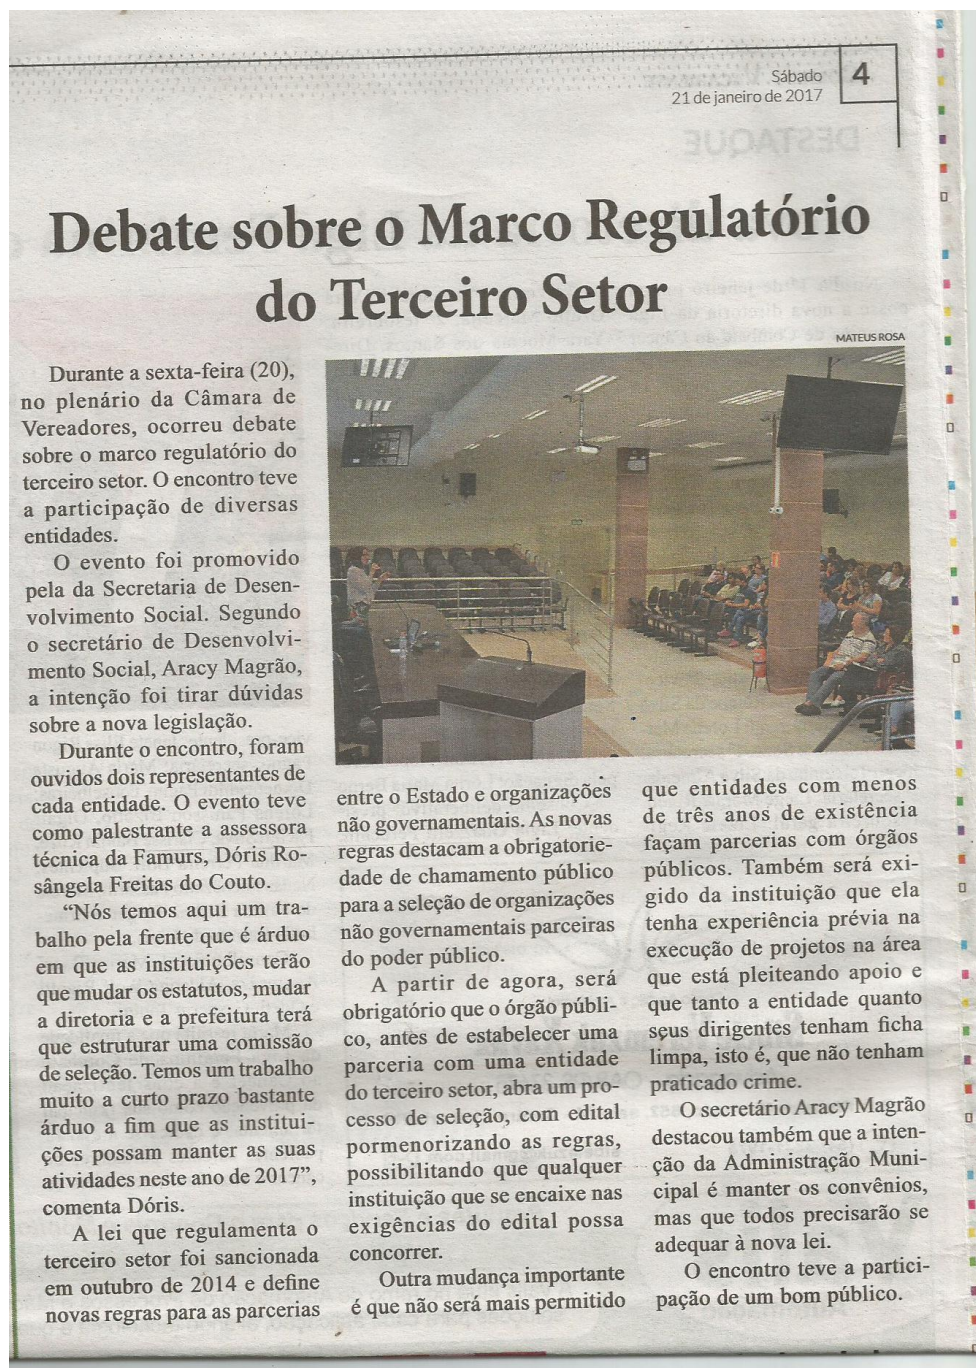 Sábado
21 de janeiro de 2017
4
Debate sobre o Marco Regulatório
do Terceiro Setor
MATEUS ROSA
Durante a sexta-feira (20),
no plenário da Câmara de
Vereadores, ocorreu debate
sobre o marco regulatório do
terceiro setor. O encontro teve
a participação de diversas
entidades.
O evento foi promovido
pela da Secretaria de Desen-
volvimento Social. Segundo
o secretário de Desenvolvi-
mento Social, Aracy Magrão,
a intenção foi tirar dúvidas
sobre a nova legislação.
Durante o encontro, foram
ouvidos dois representantes de
cada entidade. O evento teve
como palestrante a assessora
técnica da Famurs, Dóris Ro-
sângela Freitas do Couto.
“Nós temos aqui um tra-
balho pela frente que é árduo
em que as instituições terão
que mudar os estatutos, mudar
a diretoria e a prefeitura terá
que estruturar uma comissão
de seleção. Temos um trabalho
muito a curto prazo bastante
árduo a fim que as institui-
ções possam manter as suas
atividades neste ano de 2017”,
comenta Dóris.
A lei que regulamenta o
terceiro setor foi sancionada
em outubro de 2014 e define
novas regras para as parcerias
entre o Estado e organizações
não governamentais. As novas
regras destacam a obrigatorie-
dade de chamamento público
para a seleção de organizações
não governamentais parceiras
do poder público.
A partir de agora, será
obrigatório que o órgão públi-
co, antes de estabelecer uma
parceria com uma entidade
do terceiro setor, abra um pro-
cesso de seleção, com edital
pormenorizando as regras,
possibilitando que qualquer
instituição que se encaixe nas
exigências do edital possa
concorrer.
Outra mudança importante
é que não será mais permitido
que entidades com menos
de três anos de existência
façam parcerias com órgãos
públicos. Também será exi-
gido da instituição que ela
tenha experiência prévia na
execução de projetos na área
que está pleiteando apoio e
que tanto a entidade quanto
seus dirigentes tenham ficha
limpa, isto é, que não tenham
praticado crime.
O secretário Aracy Magrão
destacou também que a inten-
ção da Administração Muni-
cipal é manter os convênios,
mas que todos precisarão se
adequar à nova lei.
O encontro teve a partici-
pação de um bom público.